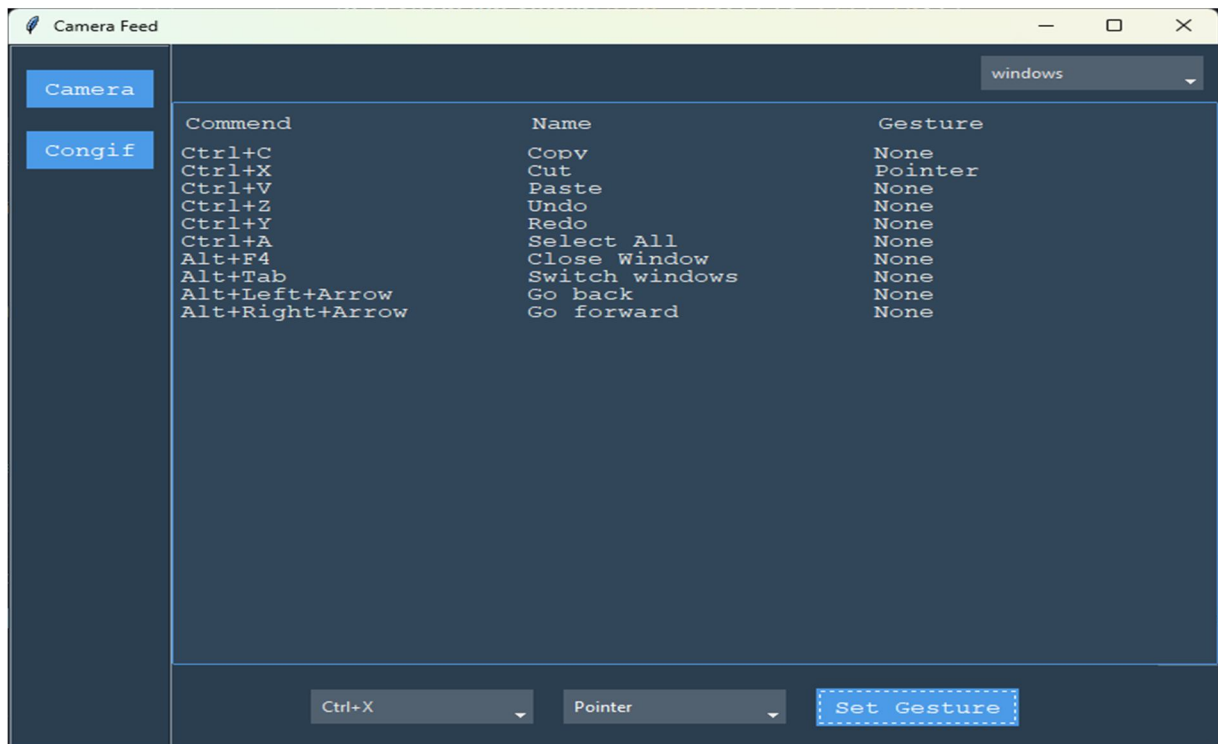 Camera Feed
windows
Camera
Congif
Commend Name Gesture
Ctrl+C Copy None
Ctrl+X Cut Pointer
Ctrl+V Paste None
Ctrl+Z Undo None
Ctrl+Y Redo None
Ctrl+A Select All None
Alt+F4 Close Window None
Alt+Tab Switch windows None
Alt+Left+Arrow Go back None
Alt+Right+Arrow Go forward None
Ctrl+X Pointer Set Gesture